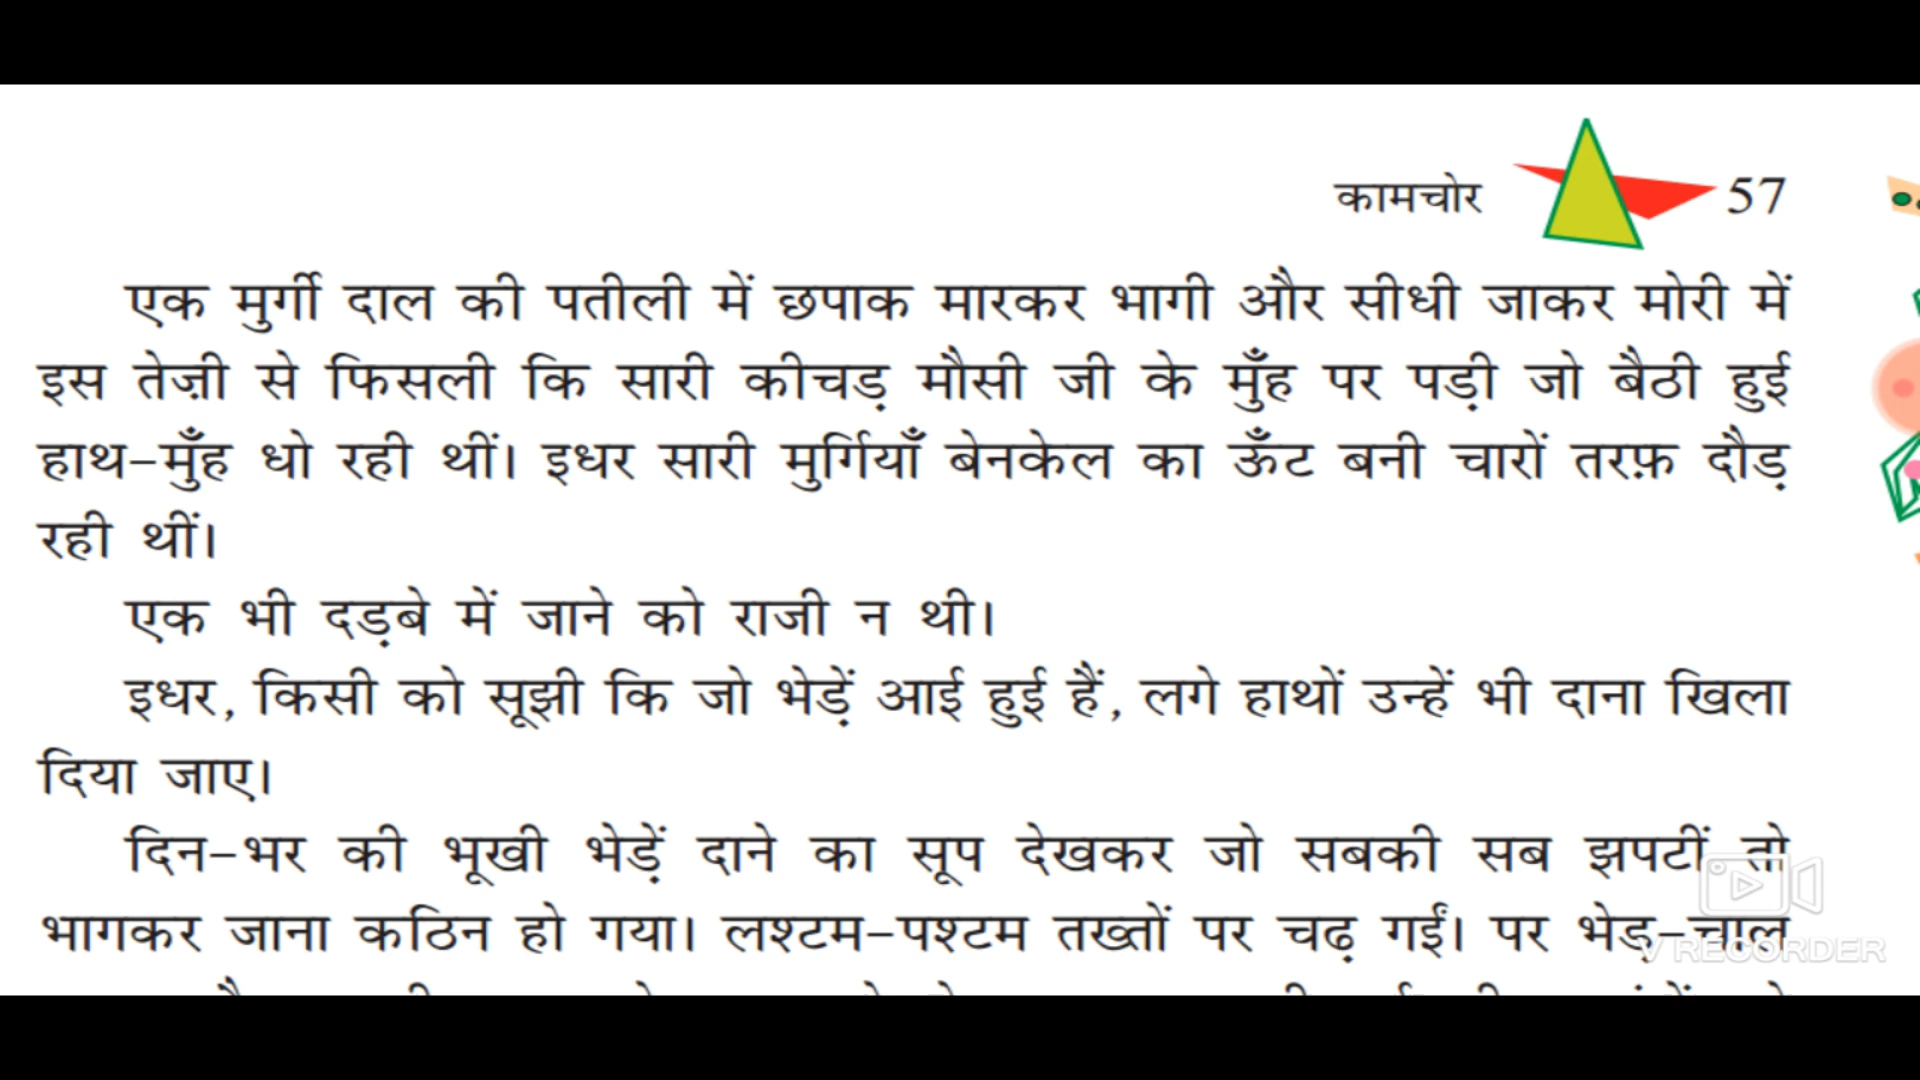 कामचोर 57
एक मुर्गी दाल की पतीली में छपाक मारकर भागी और सीधी जाकर मोरी में
इस तेज़ी से फिसली कि सारी कीचड़ मौसी जी के मुँह पर पड़ी जो बैठी हुई
हाथ-मुँह धो रही थीं। इधर सारी मुर्गियाँ बेनकेल का ऊँट बनी चारों तरफ़ दौड़
रही थीं।
एक भी दड़बे में जाने को राजी न थी।
इधर, किसी को सूझी कि जो भेड़ें आई हुई हैं, लगे हाथों उन्हें भी दाना खिला
दिया जाए।
दिन-भर की भूखी भेड़ें दाने का सूप देखकर जो सबकी सब झपटीं तो
भागकर जाना कठिन हो गया। लश्टम-पश्टम तख्तों पर चढ़ गईं। पर भेड़-चाल
V RECORDER